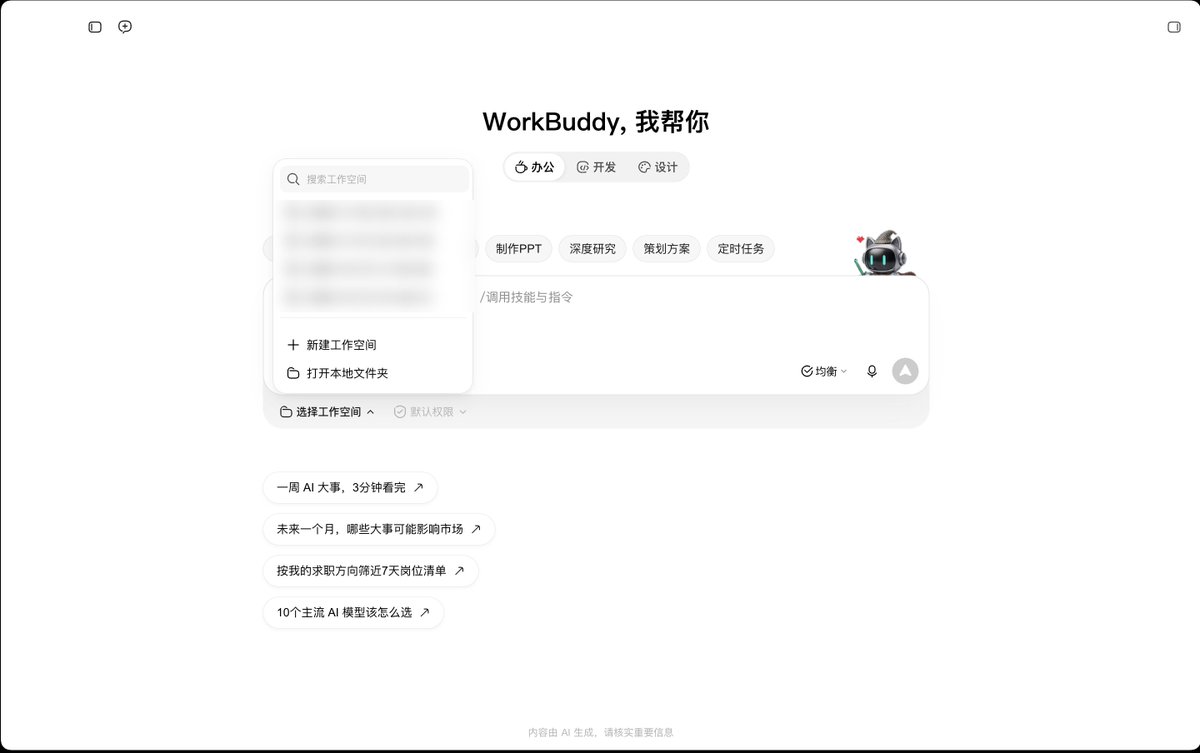 WorkBuddy, 我帮你
办公 开发 设计
搜索工作空间
制作PPT 深度研究 策划方案 定时任务
/调用技能与指令
新建工作空间
打开本地文件夹
均衡
选择工作空间 默认权限
一周 AI 大事，3分钟看完
未来一个月，哪些大事可能影响市场
按我的求职方向筛近7天岗位清单
10个主流 AI 模型该怎么选
内容由 AI 生成，请核实重要信息